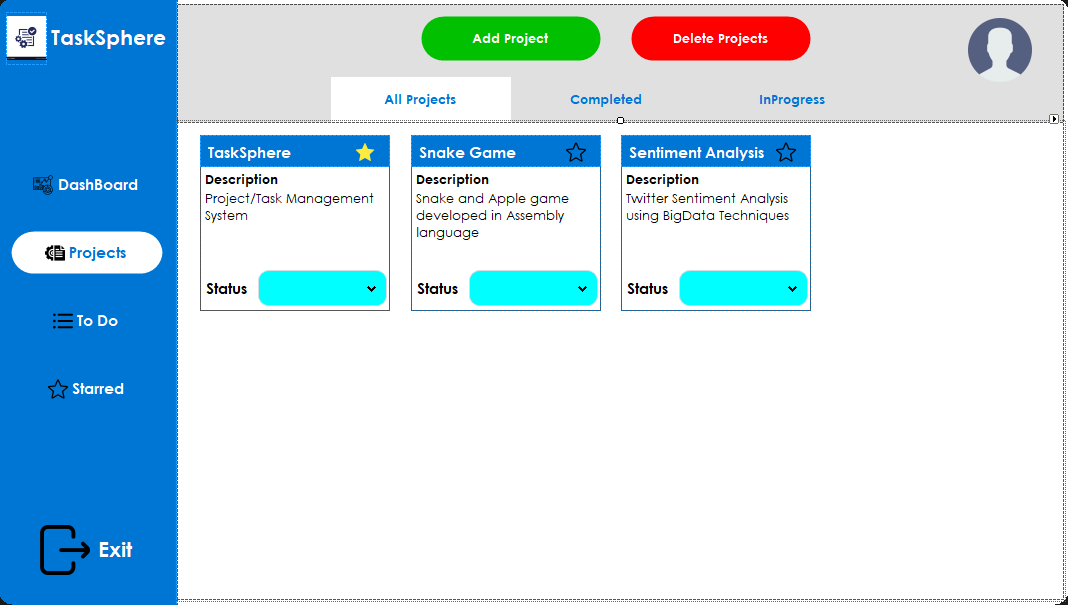 TaskSphere
Add Project
Delete Projects
All Projects
Completed
InProgress
DashBoard
Projects
To Do
Starred
Exit
TaskSphere
Description
Project/Task Management
System
Status
Snake Game
Description
Snake and Apple game
developed in Assembly
language
Status
Sentiment Analysis
Description
Twitter Sentiment Analysis
using BigData Techniques
Status